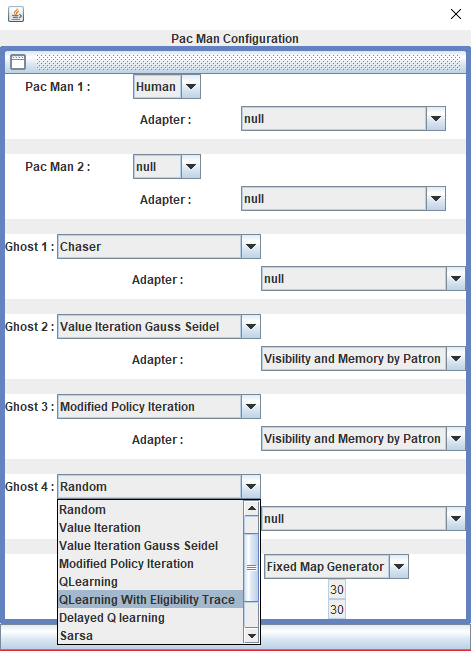 Pac Man Configuration
Pac Man 1 : Human
Adapter : null
Pac Man 2 : null
Adapter : null
Ghost 1 : Chaser
Adapter : null
Ghost 2 : Value Iteration Gauss Seidel
Adapter : Visibility and Memory by Patron
Ghost 3 : Modified Policy Iteration
Adapter : Visibility and Memory by Patron
Ghost 4 : Random
Random
null
Value Iteration
Value Iteration Gauss Seidel
Modified Policy Iteration
Fixed Map Generator
QLearning
30
QLearning With Eligibility Trace
30
Delayed Q learning
Sarsa